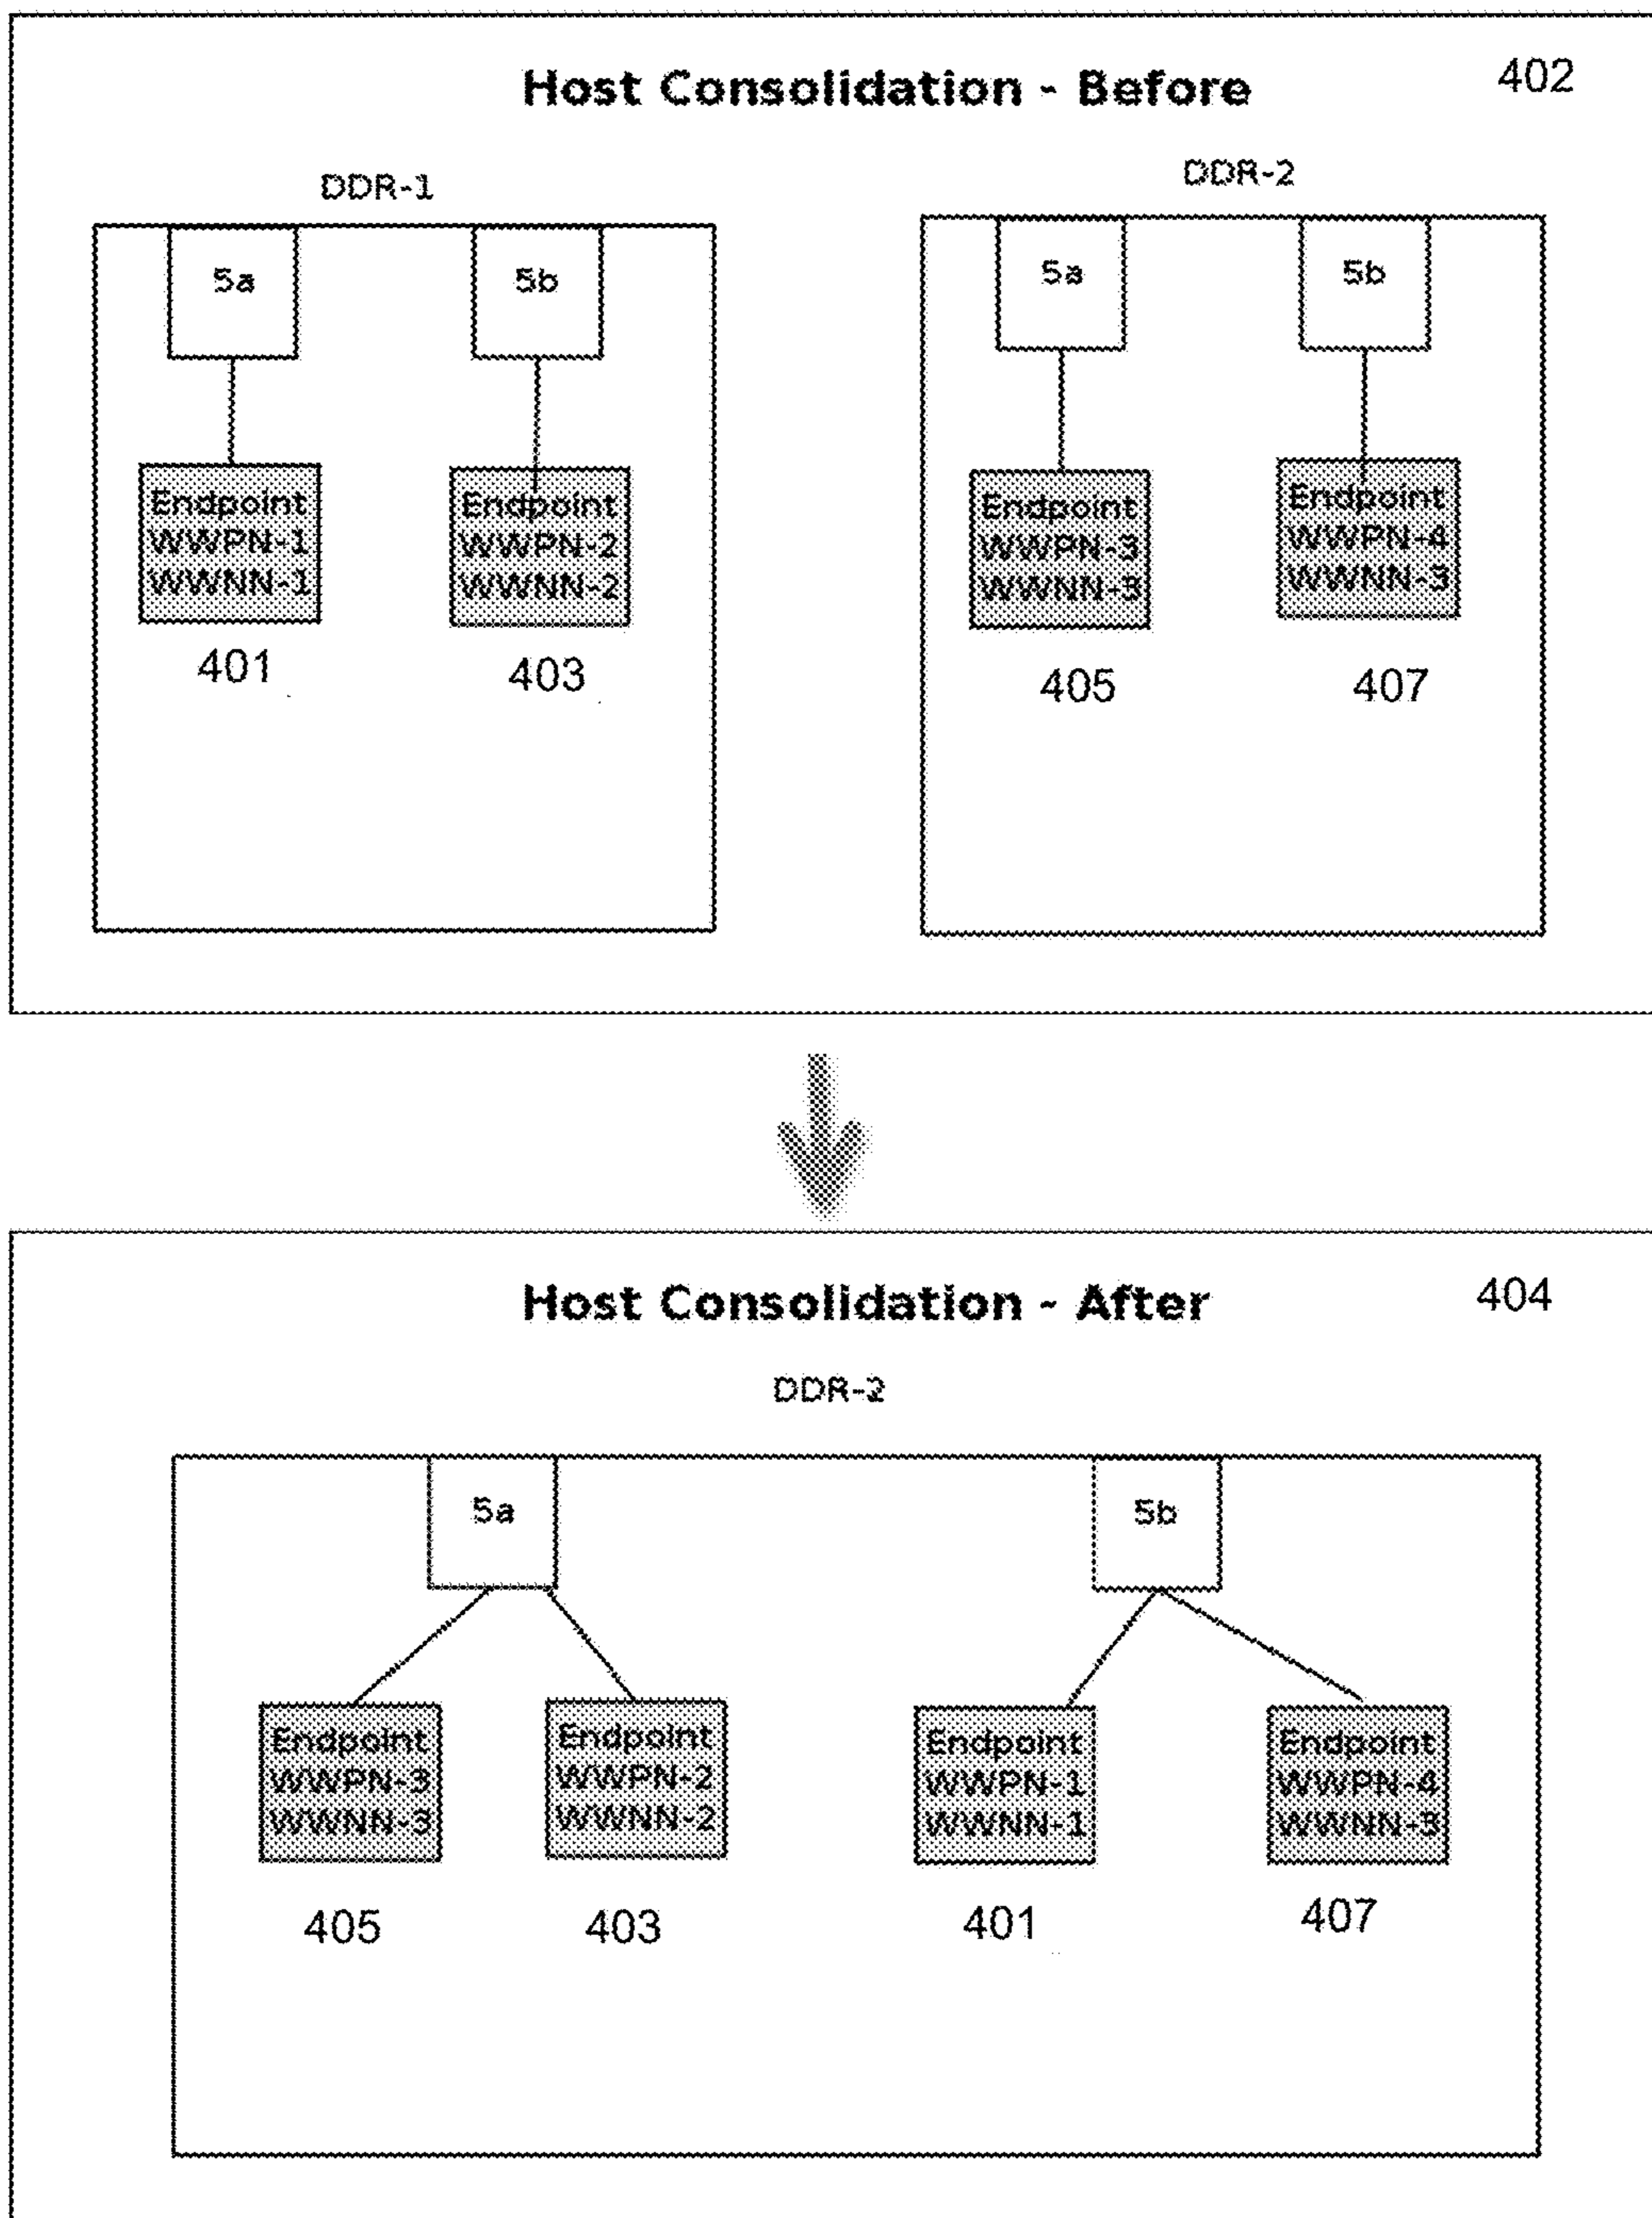 Host Consolidation - Before
402
DDR-1
DDR-2
5a
5b
5a
5b
Endpoint
WWPN-1
WWNN-1
Endpoint
WWPN-2
WWNN-2
Endpoint
WWPN-3
WWNN-3
Endpoint
WWPN-4
WWNN-3
401
403
405
407
Host Consolidation - After
404
DDR-2
5a
5b
Endpoint
WWPN-3
WWNN-3
Endpoint
WWPN-2
WWNN-2
Endpoint
WWPN-1
WWNN-1
Endpoint
WWPN-4
WWNN-3
405
403
401
407